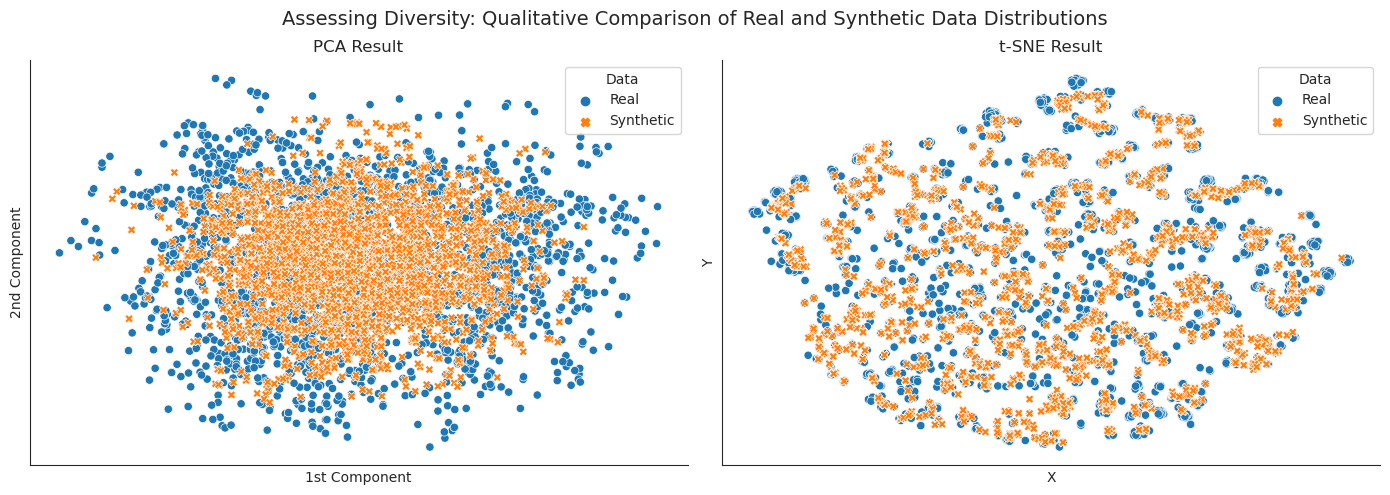 Assessing Diversity: Qualitative Comparison of Real and Synthetic Data Distributions
PCA Result
Data
Real
Synthetic
2nd Component
1st Component
t-SNE Result
Data
Real
Synthetic
Y
X